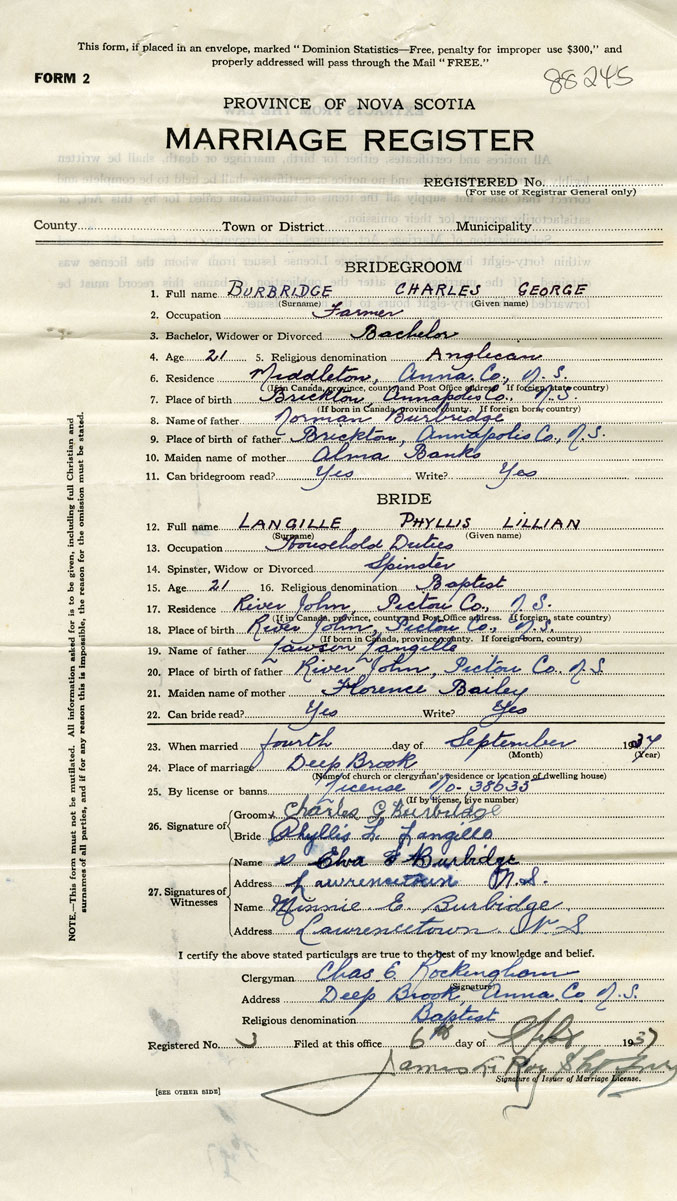 This form, if placed in an envelope, marked "Dominion Statistics—Free, penalty for improper use $300," and
properly addressed will pass through the Mail "FREE."
FORM 2
88245
PROVINCE OF NOVA SCOTIA
MARRIAGE REGISTER
REGISTERED No.
(For use of Registrar General only)
County Town or District Municipality
BRIDEGROOM
1. Full name BURBRIDGE CHARLES GEORGE
(Surname) (Given name)
2. Occupation Farmer
3. Bachelor, Widower or Divorced Bachelor
4. Age 21 5. Religious denomination Anglican
6. Residence Middleton, Anna. Co., N.S.
(If in Canada, province, county and Post Office address. If foreign, state country)
7. Place of birth Brickton, Annapolis Co., N.S.
(If born in Canada, province, county. If foreign born, country)
8. Name of father Norman Burbridge
9. Place of birth of father Brickton, Annapolis Co., N.S.
10. Maiden name of mother Alma Banks
11. Can bridegroom read? Yes Write? Yes
BRIDE
12. Full name LANGILLE PHYLLIS LILLIAN
(Surname) (Given name)
13. Occupation Household Duties
14. Spinster, Widow or Divorced Spinster
15. Age 21 16. Religious denomination Baptist
17. Residence River John, Pictou Co., N.S.
(If in Canada, province, county and Post Office address. If foreign, state country)
18. Place of birth River John, Pictou Co., N.S.
(If born in Canada, province, county. If foreign born, country)
19. Name of father Lawson Langille
20. Place of birth of father River John, Pictou Co. N.S
21. Maiden name of mother Florence Bailey
22. Can bride read? Yes Write? Yes
23. When married fourth day of September 1937
(Month) (Year)
24. Place of marriage Deep Brook
(Name of church or clergyman's residence or location of dwelling house)
25. By license or banns License No- 38635
(If by license, give number)
26. Signature of
Groom Charles G Burbidge
Bride Phyllis L. Langille
27. Signatures of Witnesses
Name Elva Burbidge
Address Lawrencetown N.S.
Name Minnie E. Burbidge
Address Lawrencetown N S
I certify the above stated particulars are true to the best of my knowledge and belief.
Clergyman Chas E. Rockingham
(Signature)
Address Deep Brook, Anna. Co N.S.
Religious denomination Baptist
Registered No. 3 Filed at this office 6th day of Sept 1937
James
Signature of Issuer of Marriage License.
[SEE OTHER SIDE]
NOTE.—This form must not be mutilated. All information asked for is to be given, including full Christian and
surnames of all parties, and if for any reason this is impossible, the reason for the omission must be stated.